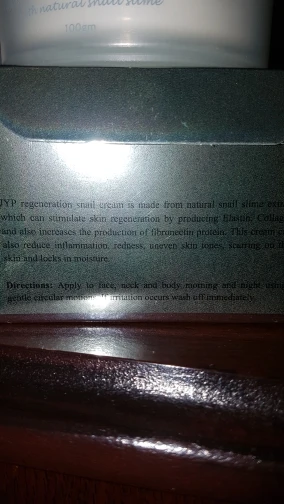 th natural snail slime
100gm
JYP regeneration snail cream is made from natural snail slime
which can stimulate skin regeneration by producing Elastin, Collag
and also increases the production of fibronectin protein. This cream c
also reduce inflammation, redness, uneven skin tones, scarring on th
skin and locks in moisture.
Directions: Apply to face, neck and body morning and night using
gentle circular motions. If irritation occurs wash off immediately.